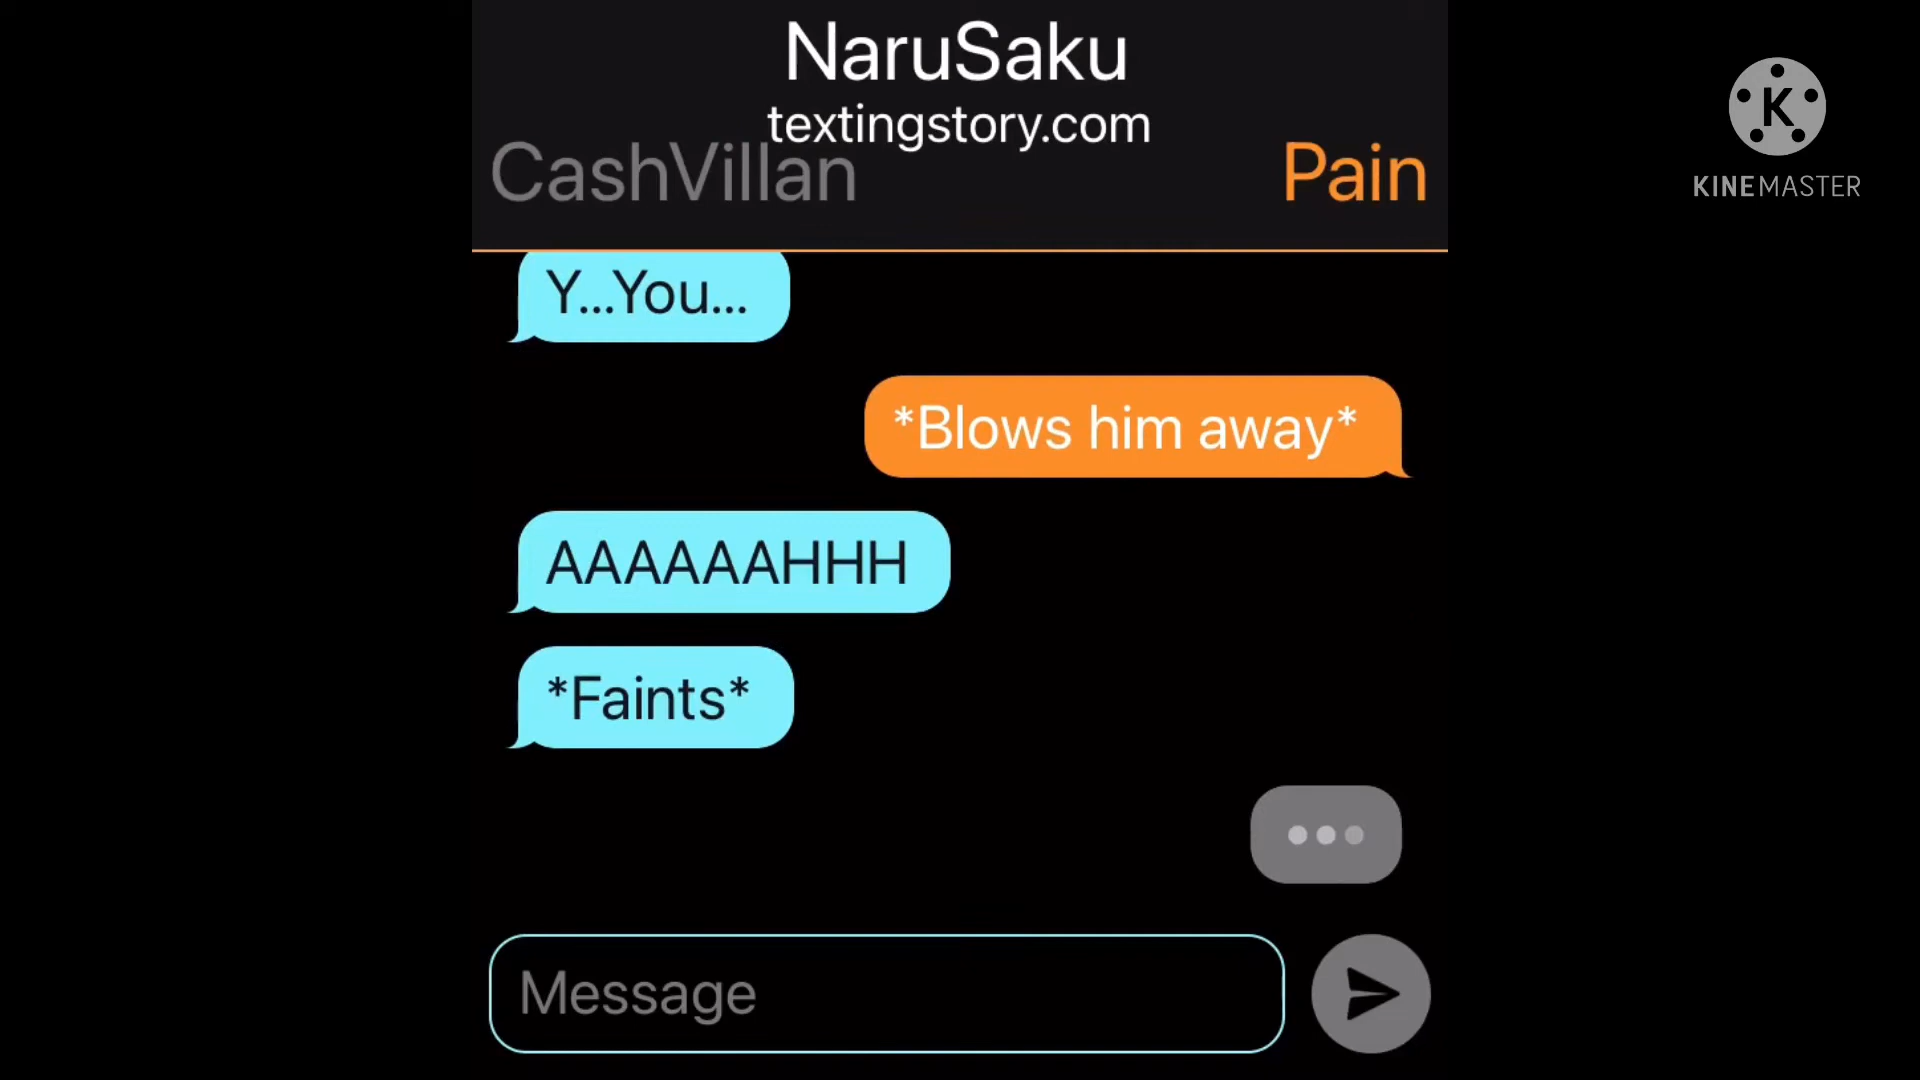 NaruSaku
textingstory.com
CashVillan
Pain
K
KINEMASTER
Y...You...
*Blows him away*
AAAAAAHHH
*Faints*
Message